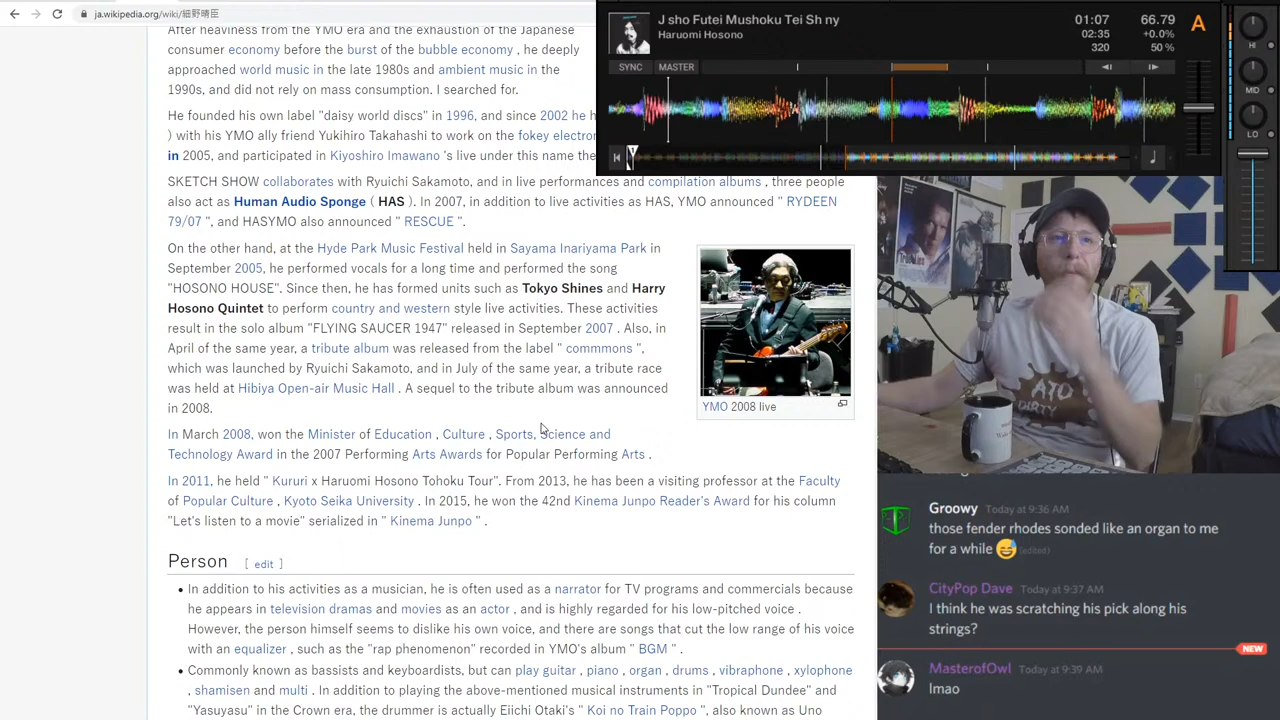 ja.wikipedia.org/wiki/細野晴臣
After heaviness from the YMO era and the exhaustion of the Japanese
consumer economy before the burst of the bubble economy , he deeply
approached world music in the late 1980s and ambient music in the
1990s, and did not rely on mass consumption. I searched for.
He founded his own label "daisy world discs" in 1996, and since 2002 he h
) with his YMO ally friend Yukihiro Takahashi to work on the fokey electron
in 2005, and participated in Kiyoshiro Imawano 's live under this name the
SKETCH SHOW collaborates with Ryuichi Sakamoto, and in live performances and compilation albums , three people
also act as Human Audio Sponge ( HAS ). In 2007, in addition to live activities as HAS, YMO announced " RYDEEN
79/07 ", and HASYMO also announced " RESCUE ".
On the other hand, at the Hyde Park Music Festival held in Sayama Inariyama Park in
September 2005, he performed vocals for a long time and performed the song
"HOSONO HOUSE". Since then, he has formed units such as Tokyo Shines and Harry
Hosono Quintet to perform country and western style live activities. These activities
result in the solo album "FLYING SAUCER 1947" released in September 2007 . Also, in
April of the same year, a tribute album was released from the label " commmons ",
which was launched by Ryuichi Sakamoto, and in July of the same year, a tribute race
was held at Hibiya Open-air Music Hall . A sequel to the tribute album was announced
in 2008.
YMO 2008 live
In March 2008, won the Minister of Education , Culture , Sports, Science and
Technology Award in the 2007 Performing Arts Awards for Popular Performing Arts .
In 2011, he held " Kururi x Haruomi Hosono Tohoku Tour". From 2013, he has been a visiting professor at the Faculty
of Popular Culture , Kyoto Seika University . In 2015, he won the 42nd Kinema Junpo Reader's Award for his column
"Let's listen to a movie" serialized in " Kinema Junpo " .
Person [ edit ]
• In addition to his activities as a musician, he is often used as a narrator for TV programs and commercials because
he appears in television dramas and movies as an actor , and is highly regarded for his low-pitched voice .
However, the person himself seems to dislike his own voice, and there are songs that cut the low range of his voice
with an equalizer , such as the "rap phenomenon" recorded in YMO's album " BGM " .
• Commonly known as bassists and keyboardists, but can play guitar , piano , organ , drums , vibraphone , xylophone
, shamisen and multi . In addition to playing the above-mentioned musical instruments in "Tropical Dundee" and
"Yasuyasu" in the Crown era, the drummer is actually Eiichi Otaki's " Koi no Train Poppo ", also known as Uno
J sho Futei Mushoku Tei Sh ny
Haruomi Hosono
01:07 66.79
02:35 +0.0%
320 50 %
A
SYNC MASTER
HI
MID
LO
ATO
DIRTY
Groowy Today at 9:36 AM
those fender rhodes sonded like an organ to me
for a while 😅 (edited)
CityPop Dave Today at 9:37 AM
I think he was scratching his pick along his
strings?
NEW
MasterofOwl Today at 9:39 AM
lmao